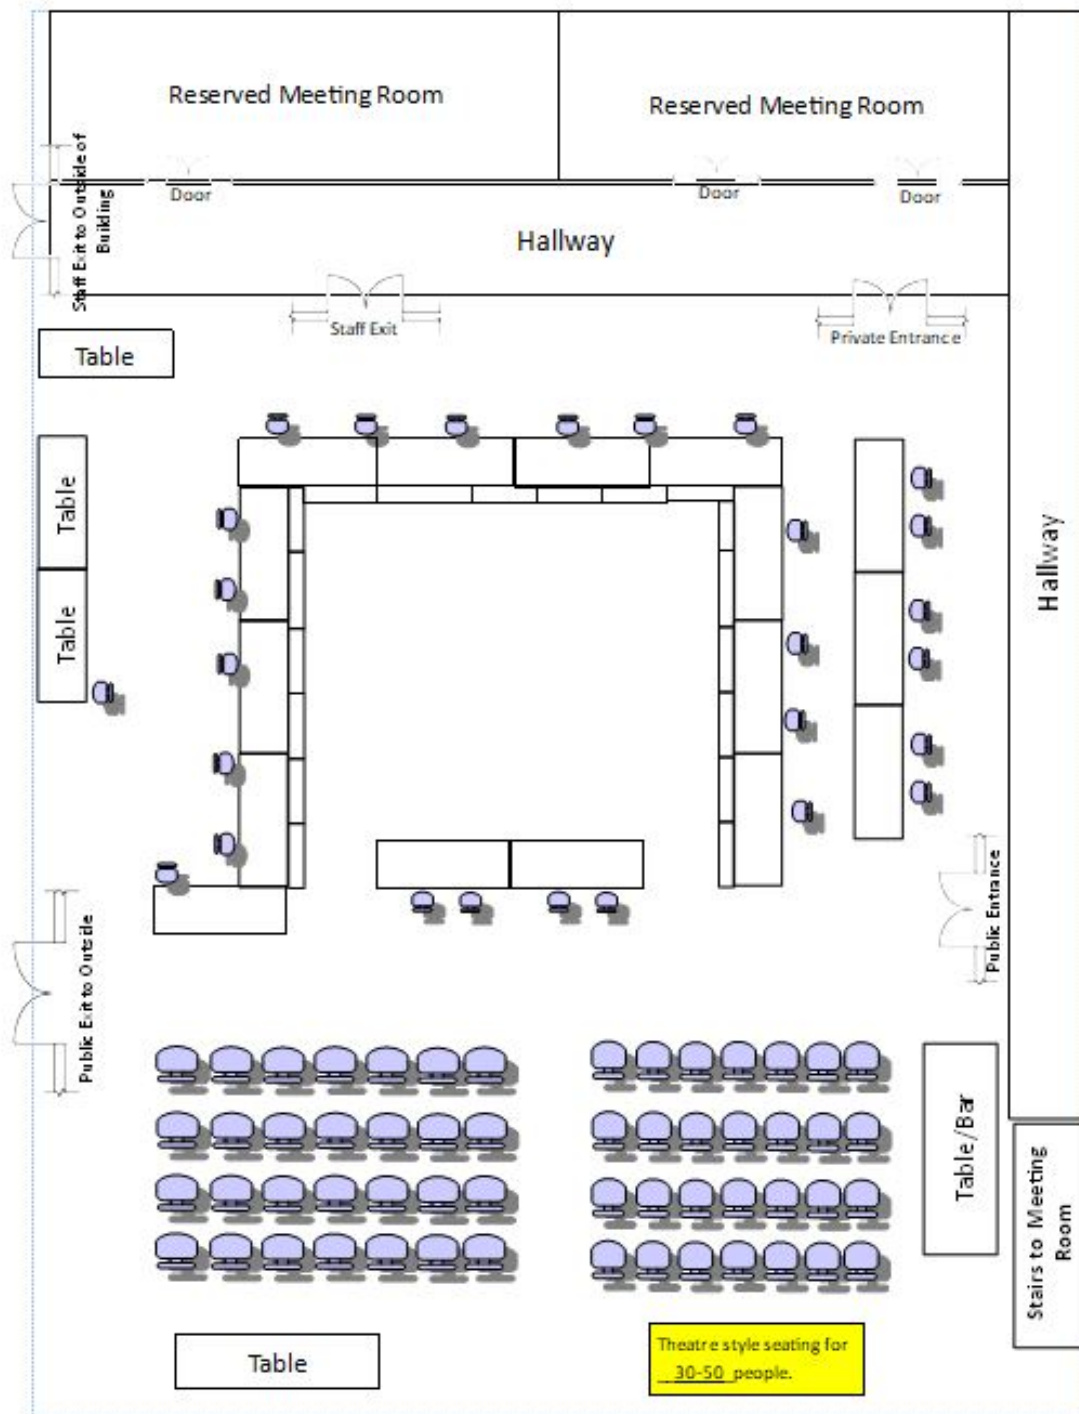 Reserved Meeting Room
Reserved Meeting Room
Staff Exit to Outside of
Building
Door
Door
Door
Hallway
Staff Exit
Private Entrance
Table
Table
Table
Hallway
Public Entrance
Public Exit to Outside
Table/Bar
Stairs to Meeting
Room
Table
Theatre style seating for
30-50 people.